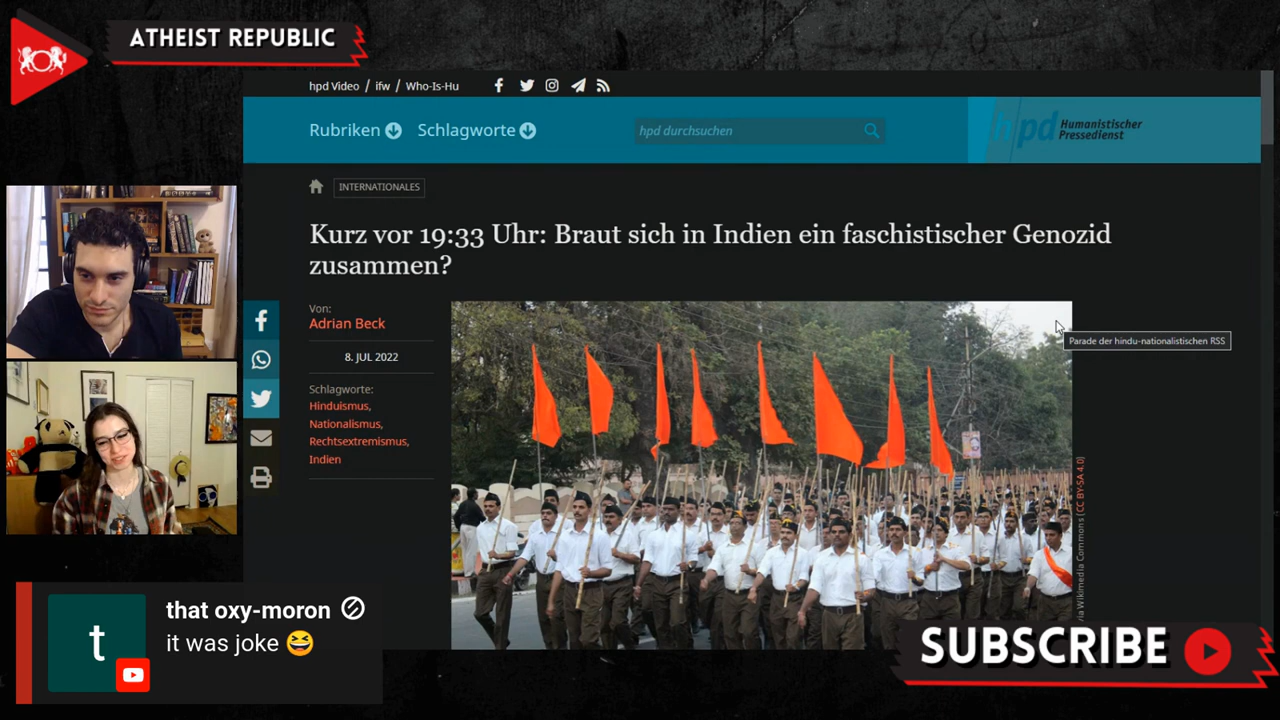 ATHEIST REPUBLIC
hpd Video / ifw / Who-Is-Hu
Rubriken Schlagworte
hpd durchsuchen
hpd Humanistischer
Pressedienst
INTERNATIONALES
Kurz vor 19:33 Uhr: Braut sich in Indien ein faschistischer Genozid
zusammen?
Von:
Adrian Beck
8. JUL 2022
Schlagworte:
Hinduismus,
Nationalismus,
Rechtsextremismus,
Indien
Parade der hindu-nationalistischen RSS
via Wikimedia Commons (CC BY-SA 4.0)
t
that oxy-moron
it was joke 😆
SUBSCRIBE